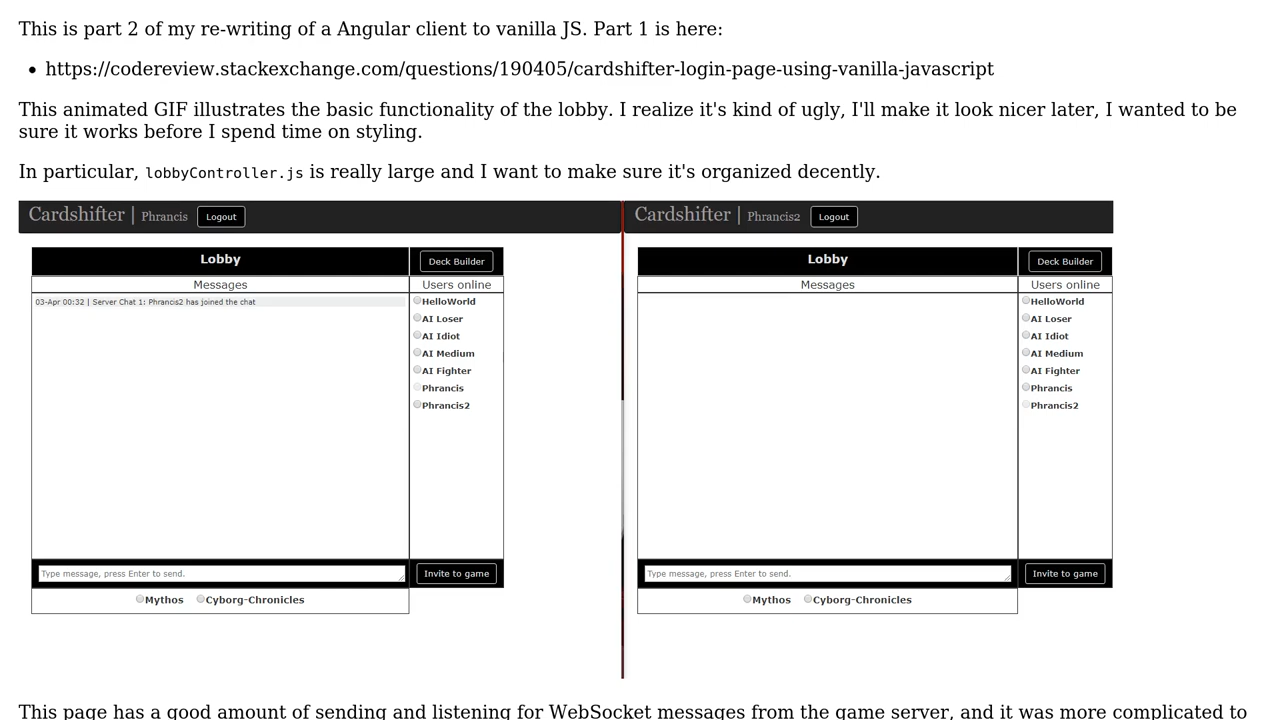 This is part 2 of my re-writing of a Angular client to vanilla JS. Part 1 is here:
• https://codereview.stackexchange.com/questions/190405/cardshifter-login-page-using-vanilla-javascript
This animated GIF illustrates the basic functionality of the lobby. I realize it's kind of ugly, I'll make it look nicer later, I wanted to be
sure it works before I spend time on styling.
In particular, lobbyController.js is really large and I want to make sure it's organized decently.
Cardshifter | Phrancis Logout
Lobby Deck Builder
Messages Users online
03-Apr 00:32 | Server Chat 1: Phrancis2 has joined the chat HelloWorld
AI Loser
AI Idiot
AI Medium
AI Fighter
Phrancis
Phrancis2
Type message, press Enter to send. Invite to game
Mythos Cyborg-Chronicles
Cardshifter | Phrancis2 Logout
Lobby Deck Builder
Messages Users online
HelloWorld
AI Loser
AI Idiot
AI Medium
AI Fighter
Phrancis
Phrancis2
Type message, press Enter to send. Invite to game
Mythos Cyborg-Chronicles
This page has a good amount of sending and listening for WebSocket messages from the game server, and it was more complicated to